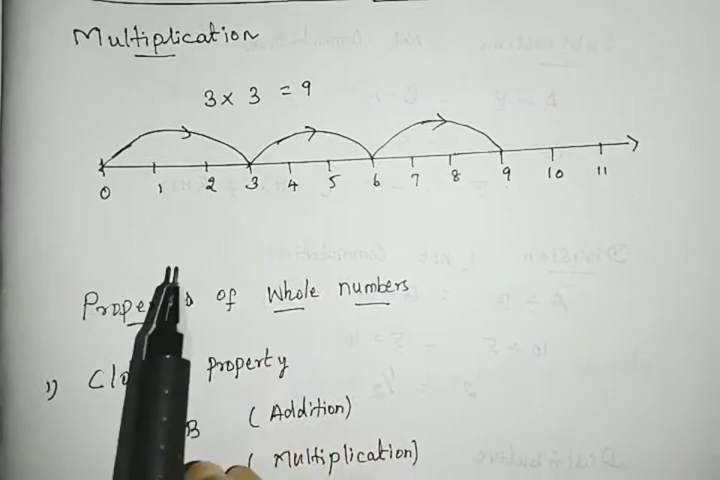 Multiplication
3 × 3 = 9
0 1 2 3 4 5 6 7 8 9 10 11
of Whole numbers
1) property
B (Addition)
(Multiplication)